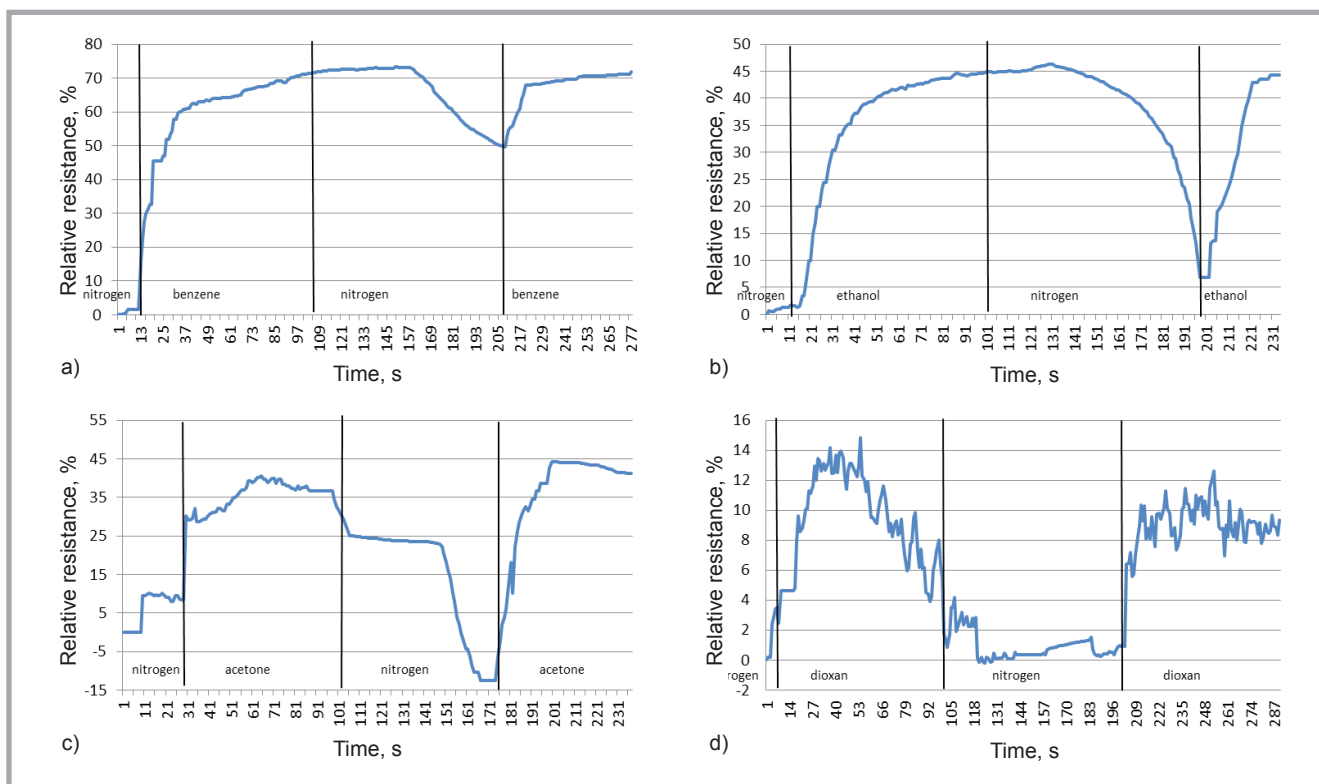 80
70
60
50
40
30
20
10
0
Relative resistance, %
nitrogen
benzene
nitrogen
benzene
1 13 25 37 49 61 73 85 97 109 121 133 145 157 169 181 193 205 217 229 241 253 265 277
a)
Time, s
50
45
40
35
30
25
20
15
10
5
0
Relative resistance, %
nitrogen
ethanol
nitrogen
ethanol
1 11 21 31 41 51 61 71 81 91 101 111 121 131 141 151 161 171 181 191 201 211 221 231
b)
Time, s
55
45
35
25
15
5
-5
-15
Relative resistance, %
nitrogen
acetone
nitrogen
acetone
1 11 21 31 41 51 61 71 81 91 101 111 121 131 141 151 161 171 181 191 201 211 221 231
c)
Time, s
16
14
12
10
8
6
4
2
0
-2
Relative resistance, %
rogen
dioxan
nitrogen
dioxan
1 14 27 40 53 66 79 92 105 118 131 144 157 170 183 196 209 222 235 248 261 274 287
d)
Time, s